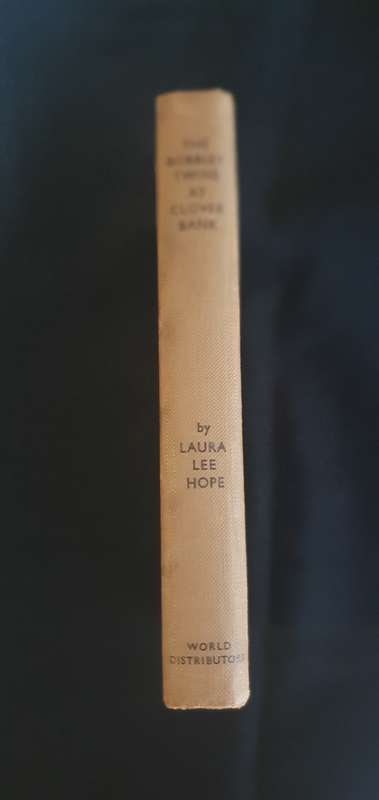 THE
BOBBSEY
TWINS
AT
CLOVER
BANK
by
LAURA
LEE
HOPE
WORLD
DISTRIBUTORS